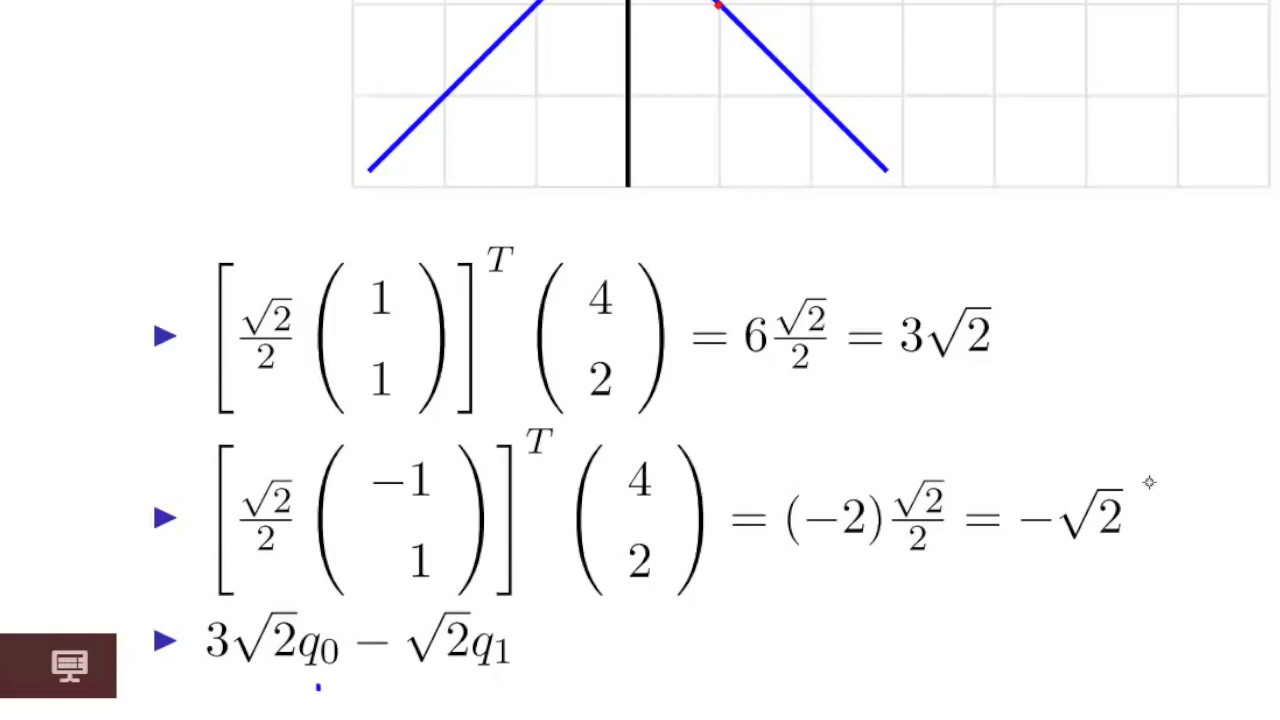 ▶ [ √2/2 ( 1 1 ) ]^T ( 4 2 ) = 6 √2/2 = 3√2
▶ [ √2/2 ( −1 1 ) ]^T ( 4 2 ) = (−2) √2/2 = −√2
▶ 3√2q₀ − √2q₁